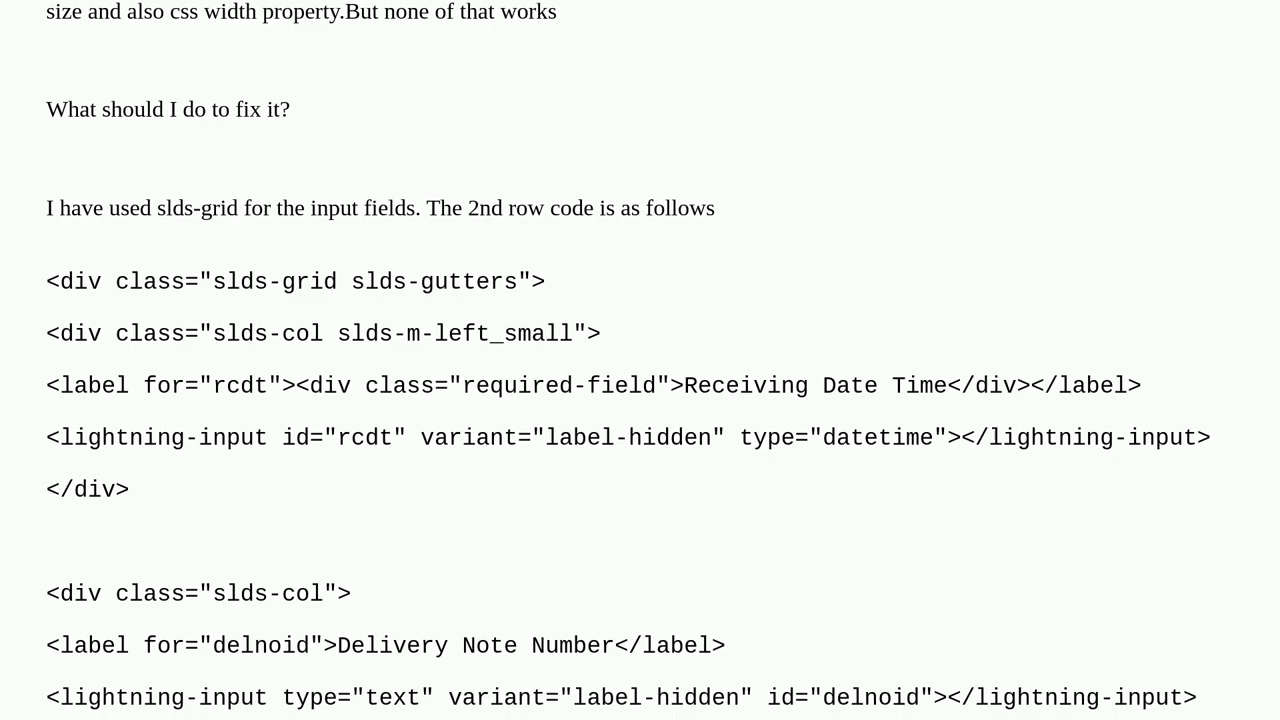 size and also css width property.But none of that works
What should I do to fix it?
I have used slds-grid for the input fields. The 2nd row code is as follows
<div class="slds-grid slds-gutters">
<div class="slds-col slds-m-left_small">
<label for="rcdt"><div class="required-field">Receiving Date Time</div></label>
<lightning-input id="rcdt" variant="label-hidden" type="datetime"></lightning-input>
</div>
<div class="slds-col">
<label for="delnoid">Delivery Note Number</label>
<lightning-input type="text" variant="label-hidden" id="delnoid"></lightning-input>